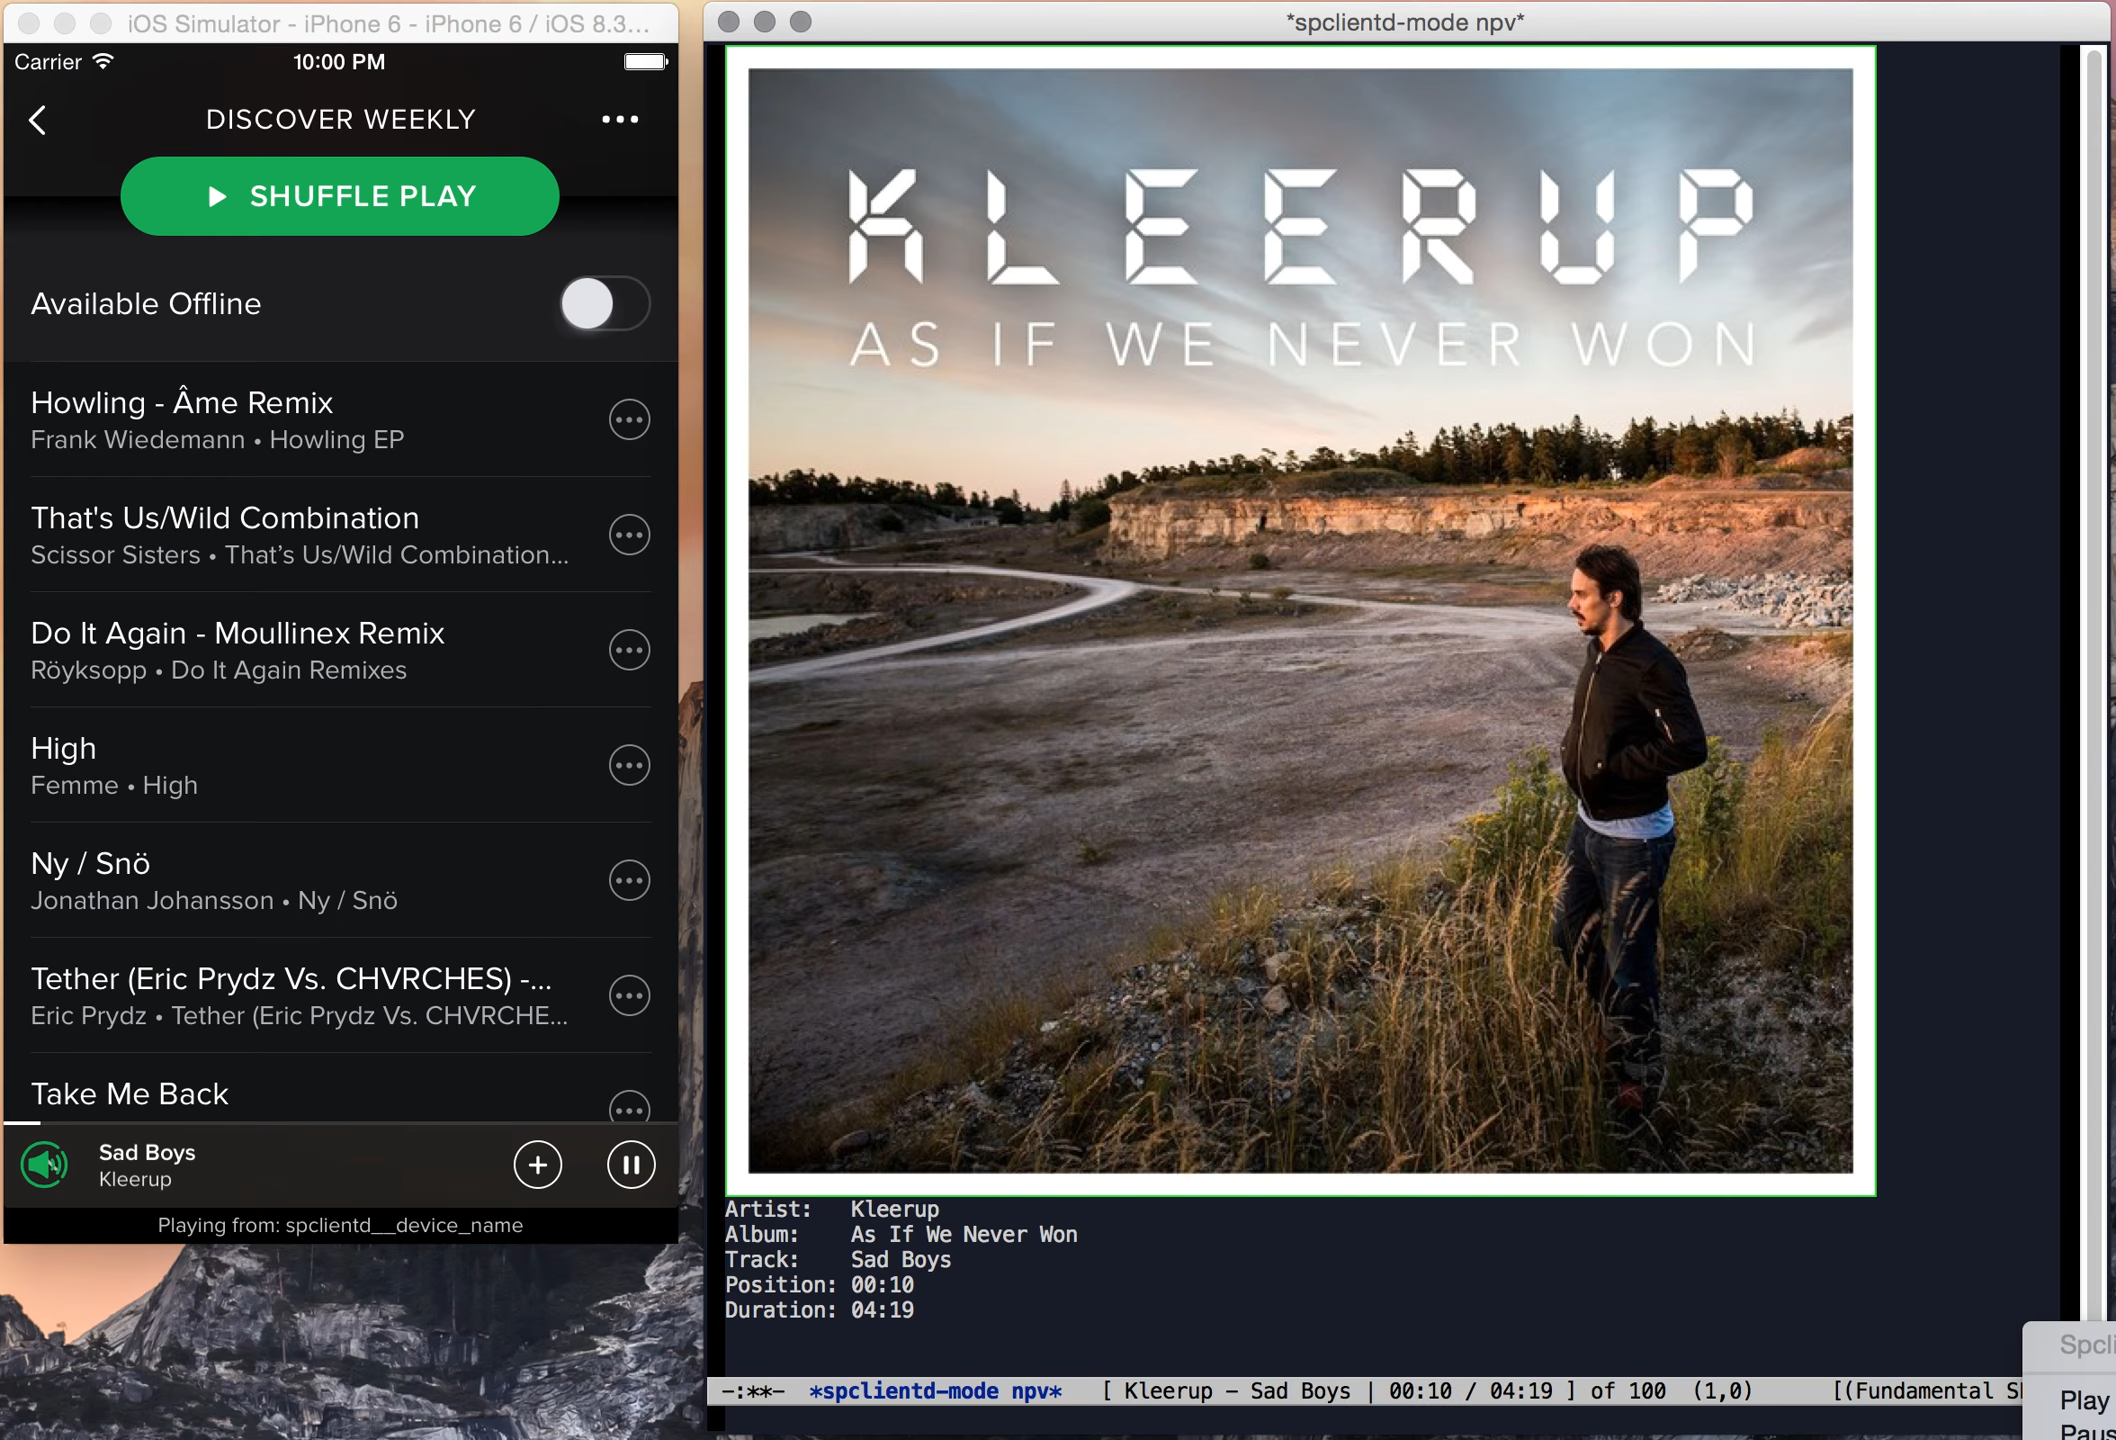 iOS Simulator - iPhone 6 - iPhone 6 / iOS 8.3...
Carrier
10:00 PM
DISCOVER WEEKLY
SHUFFLE PLAY
Available Offline
Howling - Âme Remix
Frank Wiedemann • Howling EP
That's Us/Wild Combination
Scissor Sisters • That’s Us/Wild Combination...
Do It Again - Moullinex Remix
Röyksopp • Do It Again Remixes
High
Femme • High
Ny / Snö
Jonathan Johansson • Ny / Snö
Tether (Eric Prydz Vs. CHVRCHES) -...
Eric Prydz • Tether (Eric Prydz Vs. CHVRCHE...
Take Me Back
Sad Boys
Kleerup
Playing from: spclientd__device_name
*spclientd-mode npv*
KLEERUP
AS IF WE NEVER WON
Artist: Kleerup
Album: As If We Never Won
Track: Sad Boys
Position: 00:10
Duration: 04:19
-:**- *spclientd-mode npv* [ Kleerup - Sad Boys | 00:10 / 04:19 ] of 100 (1,0) [(Fundamental
Play